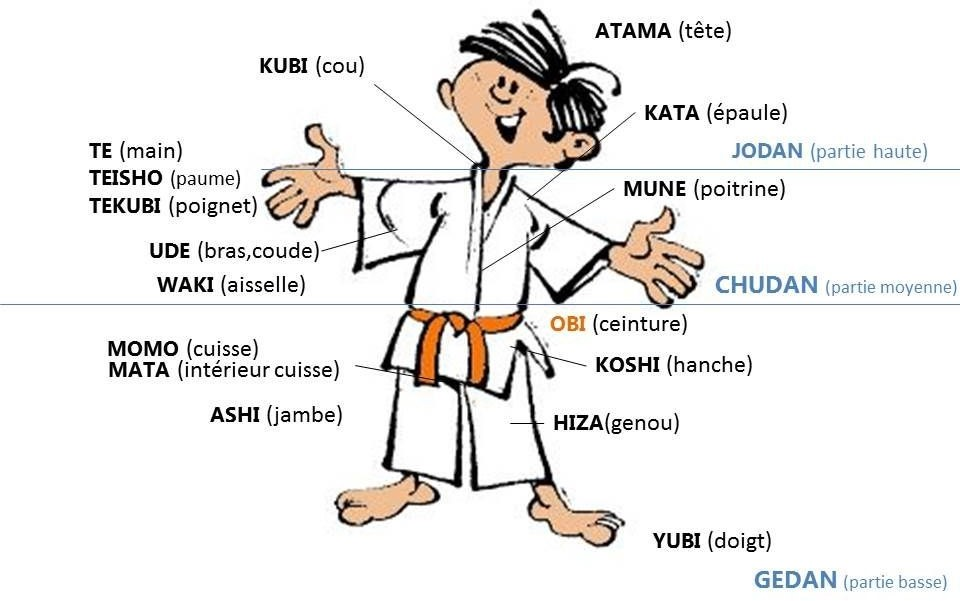 ATAMA (tête)
KUBI (cou)
KATA (épaule)
JODAN (partie haute)
TE (main)
TEISHO (paume)
TEKUBI (poignet)
MUNE (poitrine)
UDE (bras,coude)
WAKI (aisselle)
CHUDAN (partie moyenne)
OBI (ceinture)
MOMO (cuisse)
MATA (intérieur cuisse)
KOSHI (hanche)
ASHI (jambe)
HIZA(genou)
YUBI (doigt)
GEDAN (partie basse)